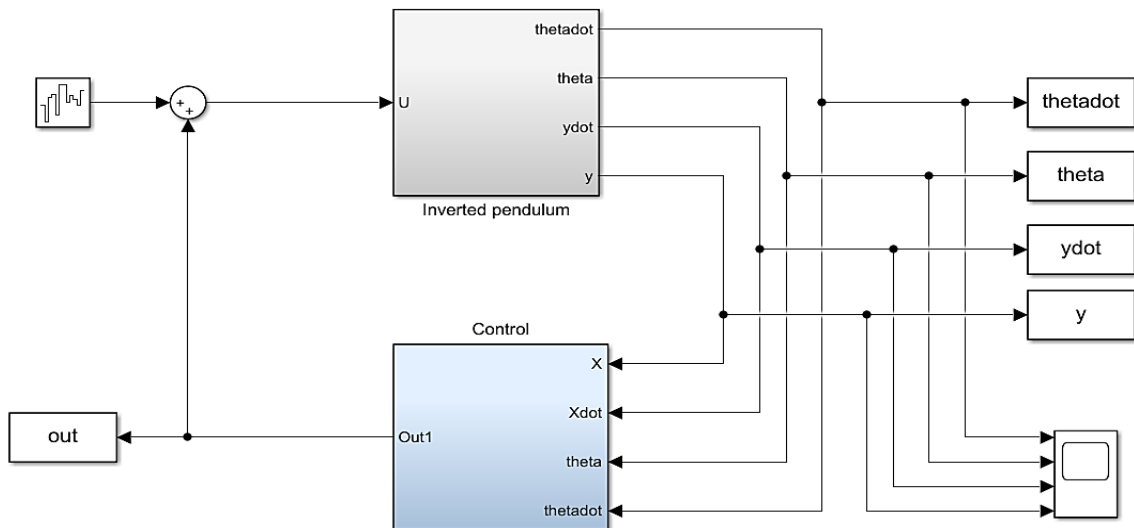 thetadot
theta
ydot
y
U
+
+
Inverted pendulum
thetadot
theta
ydot
y
Control
X
Xdot
theta
thetadot
Out1
out